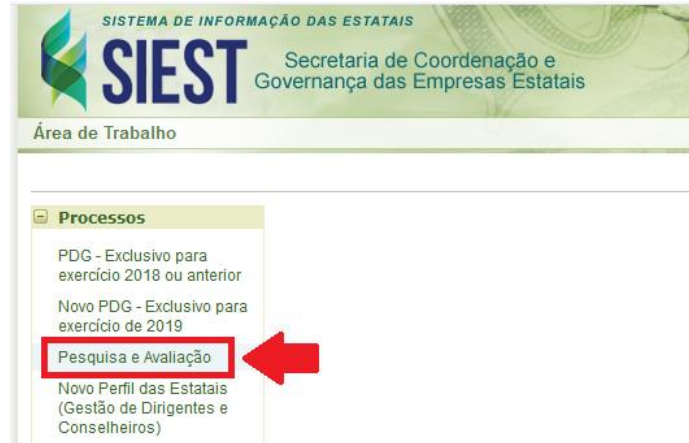 SISTEMA DE INFORMAÇÃO DAS ESTATAIS
SIEST
Secretaria de Coordenação e
Governança das Empresas Estatais
Área de Trabalho
Processos
PDG - Exclusivo para
exercício 2018 ou anterior
Novo PDG - Exclusivo para
exercício de 2019
Pesquisa e Avaliação
Novo Perfil das Estatais
(Gestão de Dirigentes e
Conselheiros)